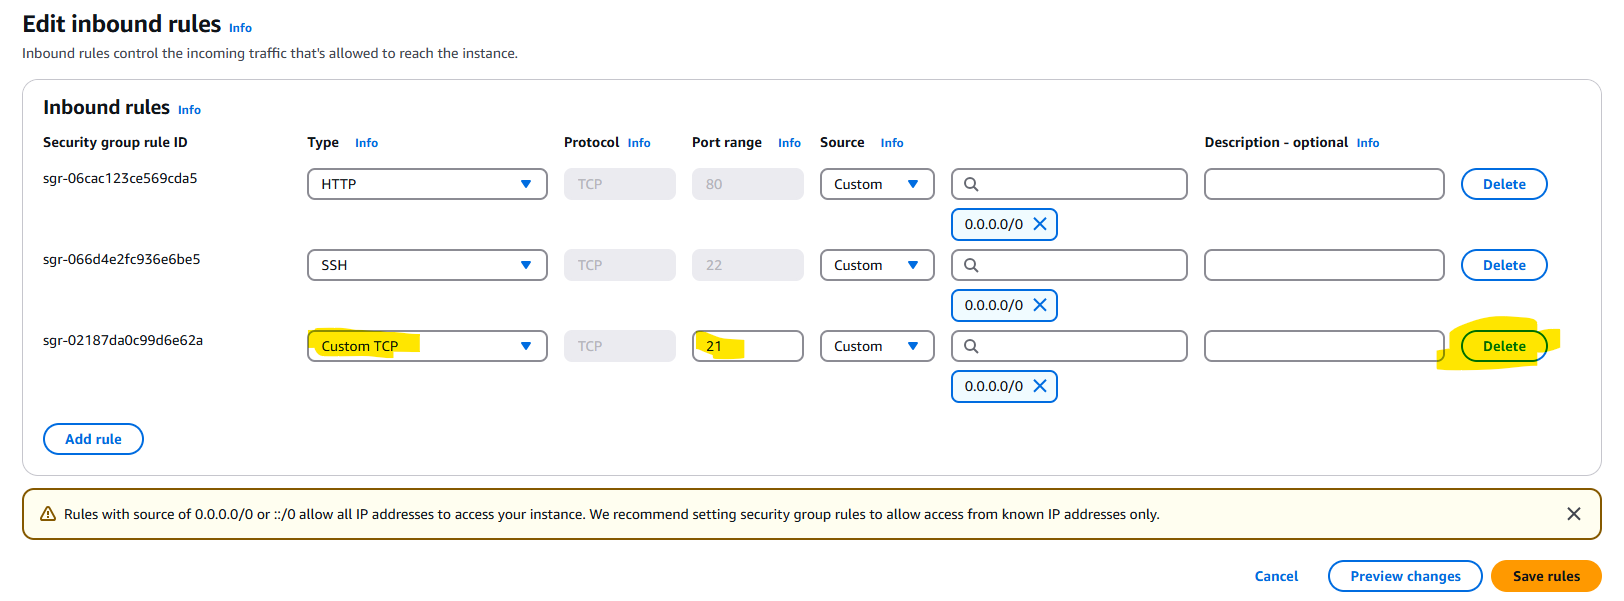 Edit inbound rules Info
Inbound rules control the incoming traffic that's allowed to reach the instance.
Inbound rules Info
Security group rule ID Type Info Protocol Info Port range Info Source Info Description - optional Info
sgr-06cac123ce569cda5 HTTP TCP 80 Custom Delete
0.0.0.0/0
sgr-066d4e2fc936e6be5 SSH TCP 22 Custom Delete
0.0.0.0/0
sgr-02187da0c99d6e62a Custom TCP TCP 21 Custom Delete
0.0.0.0/0
Add rule
Rules with source of 0.0.0.0/0 or ::/0 allow all IP addresses to access your instance. We recommend setting security group rules to allow access from known IP addresses only.
Cancel Preview changes Save rules